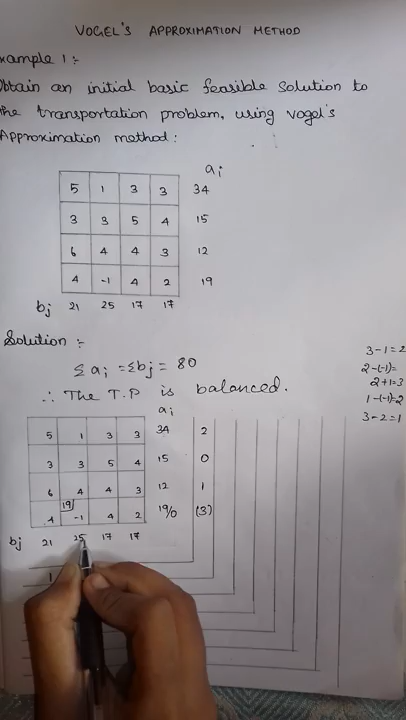 VOGEL'S APPROXIMATION METHOD
xample 1 :-
Obtain an initial basic feasible solution to
the transportation problem, using vogel's
Approximation method :
ai
5 1 3 3 34
3 3 5 4 15
6 4 4 3 12
4 -1 4 2 19
bj 21 25 17 17
Solution :-
Σai = Σbj = 80
∴ The T.P is balanced.
3-1=2
2-(-1)=
2+1=3
1-(-1)=2
3-2=1
ai
5 1 3 3 34 2
3 3 5 4 15 0
6 4 4 3 12 1
19
4 -1 4 2 19/0 (3)
bj 21 25 17 17
1